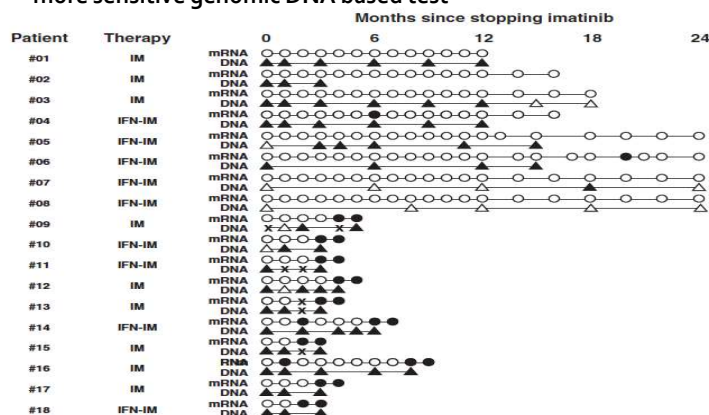 more sensitive genomic DNA based test
Months since stopping imatinib
Patient Therapy 0 6 12 18 24
#01 IM mRNA
DNA
#02 IM mRNA
DNA
#03 IM mRNA
DNA
#04 IFN-IM mRNA
DNA
#05 IFN-IM mRNA
DNA
#06 IFN-IM mRNA
DNA
#07 IFN-IM mRNA
DNA
#08 IFN-IM mRNA
DNA
#09 IM mRNA
DNA
#10 IFN-IM mRNA
DNA
#11 IFN-IM mRNA
DNA
#12 IM mRNA
DNA
#13 IM mRNA
DNA
#14 IFN-IM mRNA
DNA
#15 IM mRNA
DNA
#16 IM
DNA
#17 IM mRNA
DNA
#18 IFN-IM mRNA
DNA